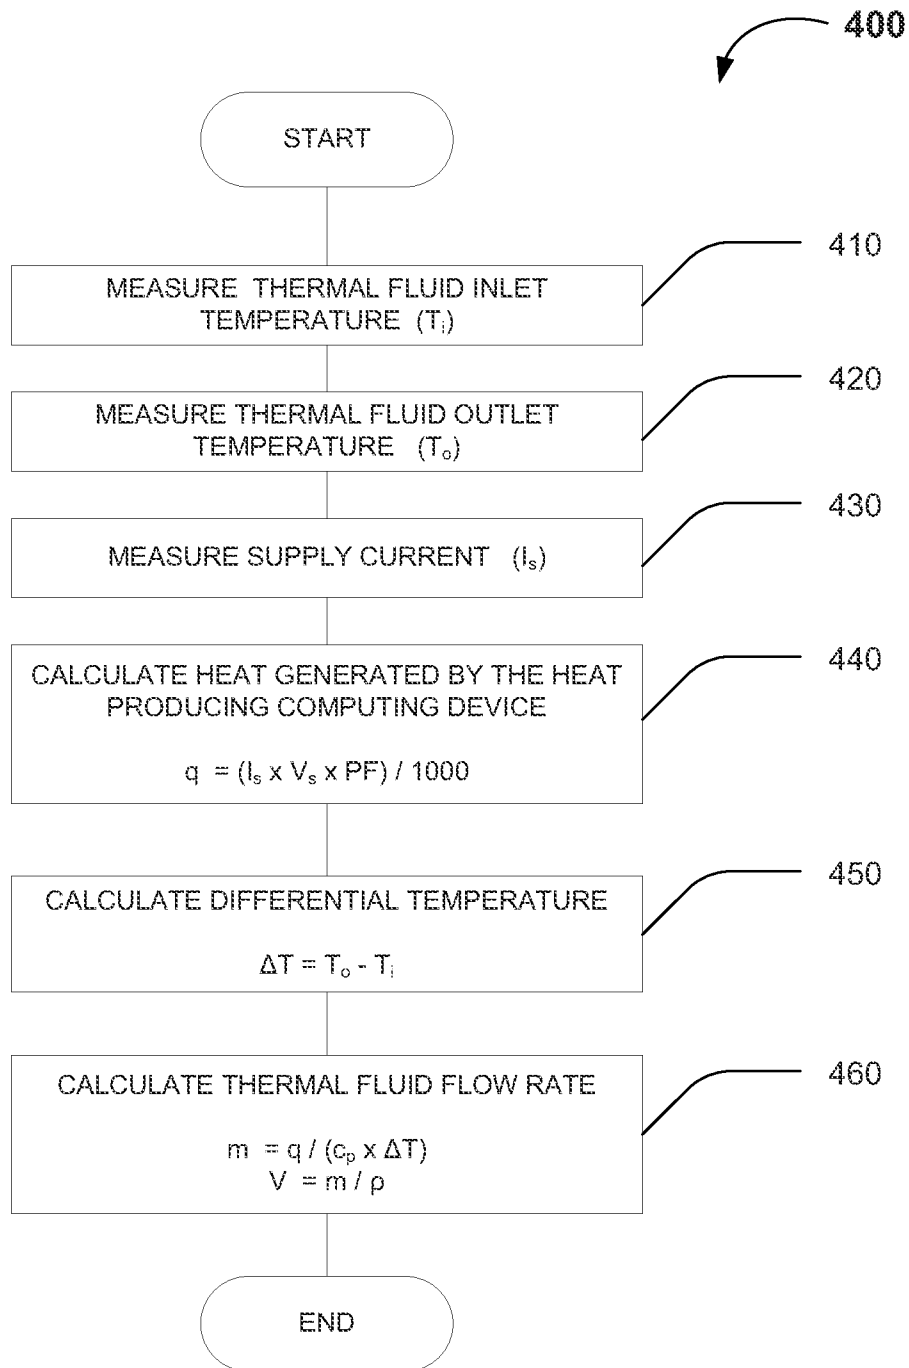 400
START
410
MEASURE THERMAL FLUID INLET
TEMPERATURE (Tᵢ)
420
MEASURE THERMAL FLUID OUTLET
TEMPERATURE (Tₒ)
430
MEASURE SUPPLY CURRENT (Iₛ)
440
CALCULATE HEAT GENERATED BY THE HEAT
PRODUCING COMPUTING DEVICE
q = (Iₛ x Vₛ x PF) / 1000
450
CALCULATE DIFFERENTIAL TEMPERATURE
ΔT = Tₒ - Tᵢ
460
CALCULATE THERMAL FLUID FLOW RATE
m = q / (cₚ x ΔT)
V = m / ρ
END